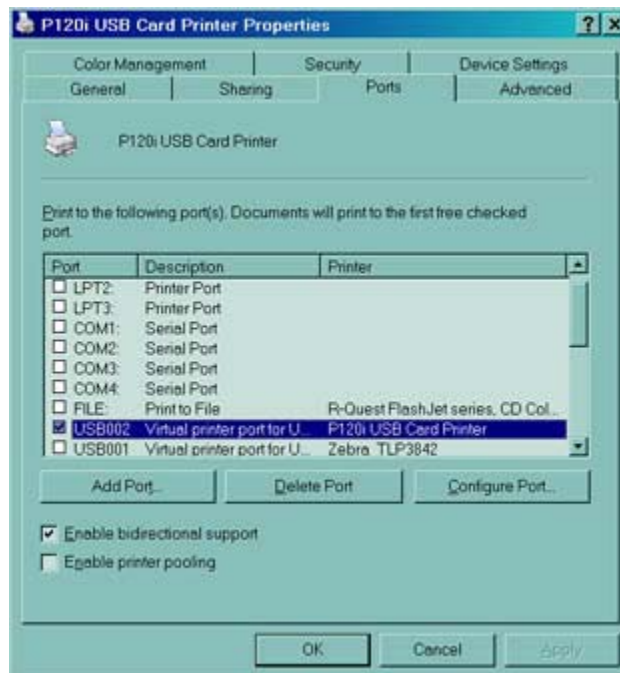 P120i USB Card Printer Properties
Color Management Security Device Settings
General Sharing Ports Advanced
P120i USB Card Printer
Print to the following port(s). Documents will print to the first free checked
port.
Port Description Printer
LPT2: Printer Port
LPT3: Printer Port
COM1: Serial Port
COM2: Serial Port
COM3: Serial Port
COM4: Serial Port
FILE: Print to File R-Quest FlashJet series, CD Col...
USB002 Virtual printer port for U... P120i USB Card Printer
USB001 Virtual printer port for U... Zebra TLP3842
Add Port... Delete Port Configure Port...
Enable bidirectional support
Enable printer pooling
OK Cancel Apply